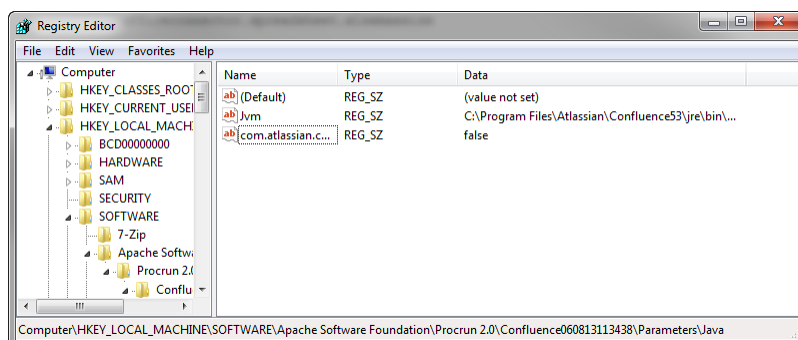 Registry Editor
File Edit View Favorites Help
Computer
HKEY_CLASSES_ROOT
HKEY_CURRENT_USE
HKEY_LOCAL_MACHI
BCD00000000
HARDWARE
SAM
SECURITY
SOFTWARE
7-Zip
Apache Softwa
Procrun 2.0
Conflu
Name Type Data
(Default) REG_SZ (value not set)
Jvm REG_SZ C:\Program Files\Atlassian\Confluence53\jre\bin\...
com.atlassian.c... REG_SZ false
Computer\HKEY_LOCAL_MACHINE\SOFTWARE\Apache Software Foundation\Procrun 2.0\Confluence060813113438\Parameters\Java